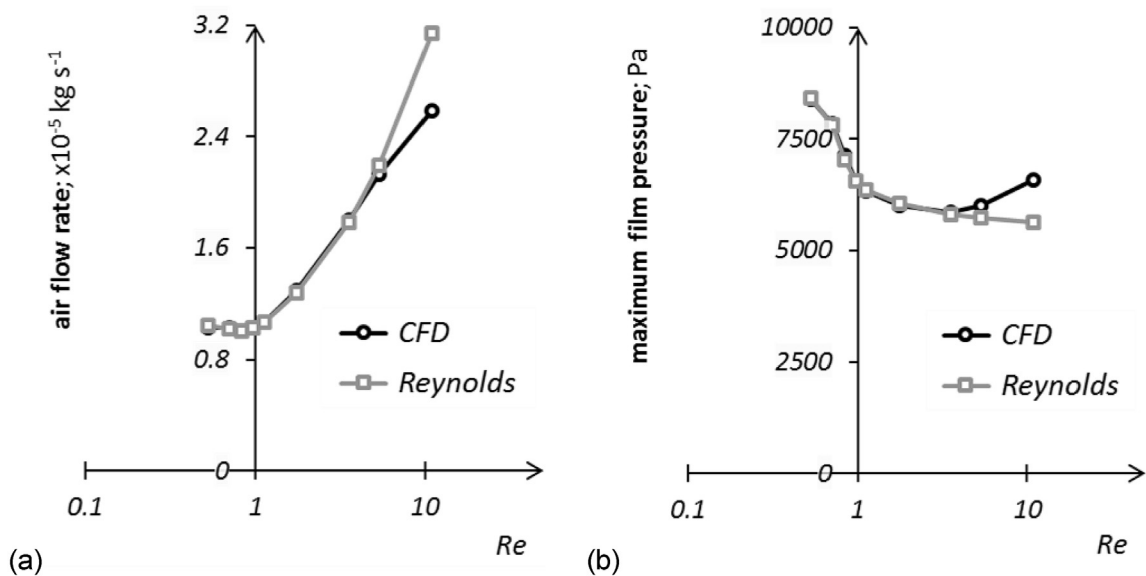 3.2
2.4
1.6
0.8
0
0.1
1
10
Re
air flow rate; x10⁻⁵ kg s⁻¹
CFD
Reynolds
(a)
10000
7500
5000
2500
0
0.1
1
10
Re
maximum film pressure; Pa
CFD
Reynolds
(b)